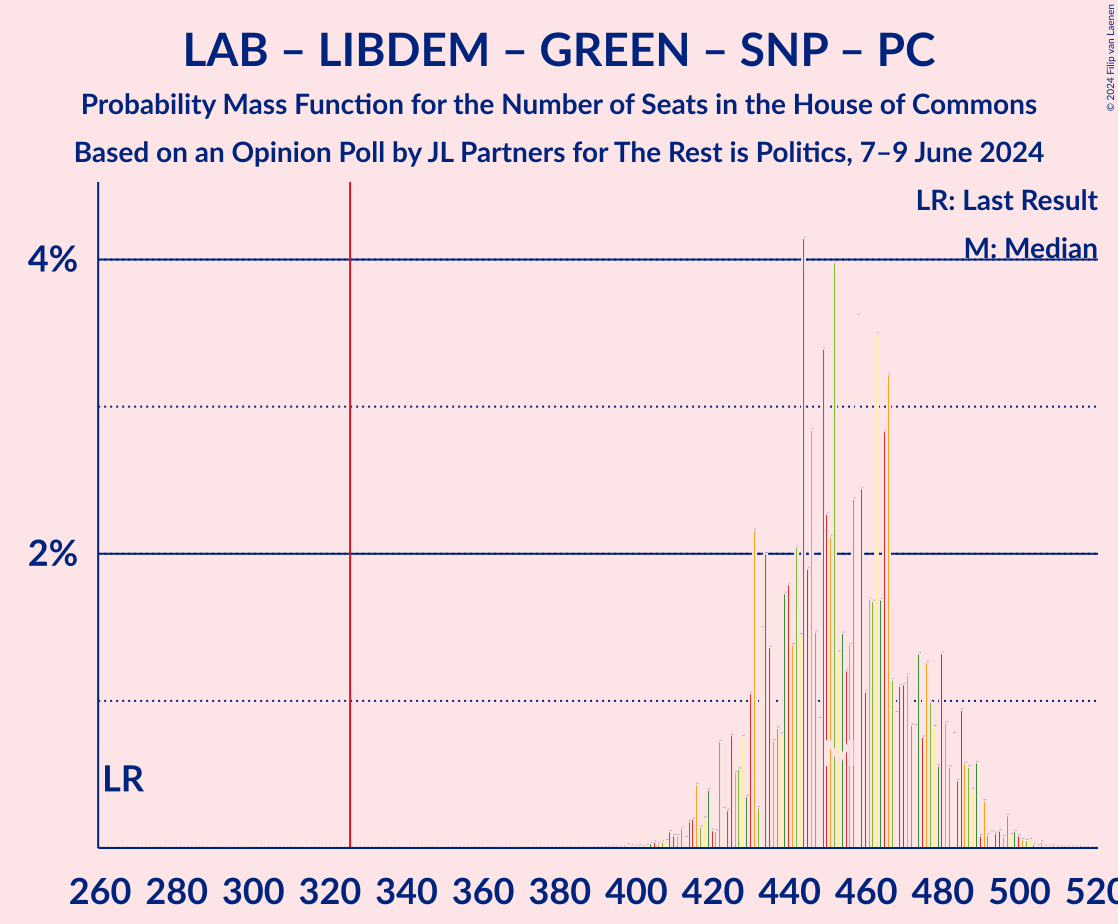 LAB – LIBDEM – GREEN – SNP – PC
Probability Mass Function for the Number of Seats in the House of Commons
Based on an Opinion Poll by JL Partners for The Rest is Politics, 7–9 June 2024
© 2024 Filip van Laenen
LR: Last Result
M: Median
4%
2%
LR
260 280 300 320 340 360 380 400 420 440 460 480 500 520